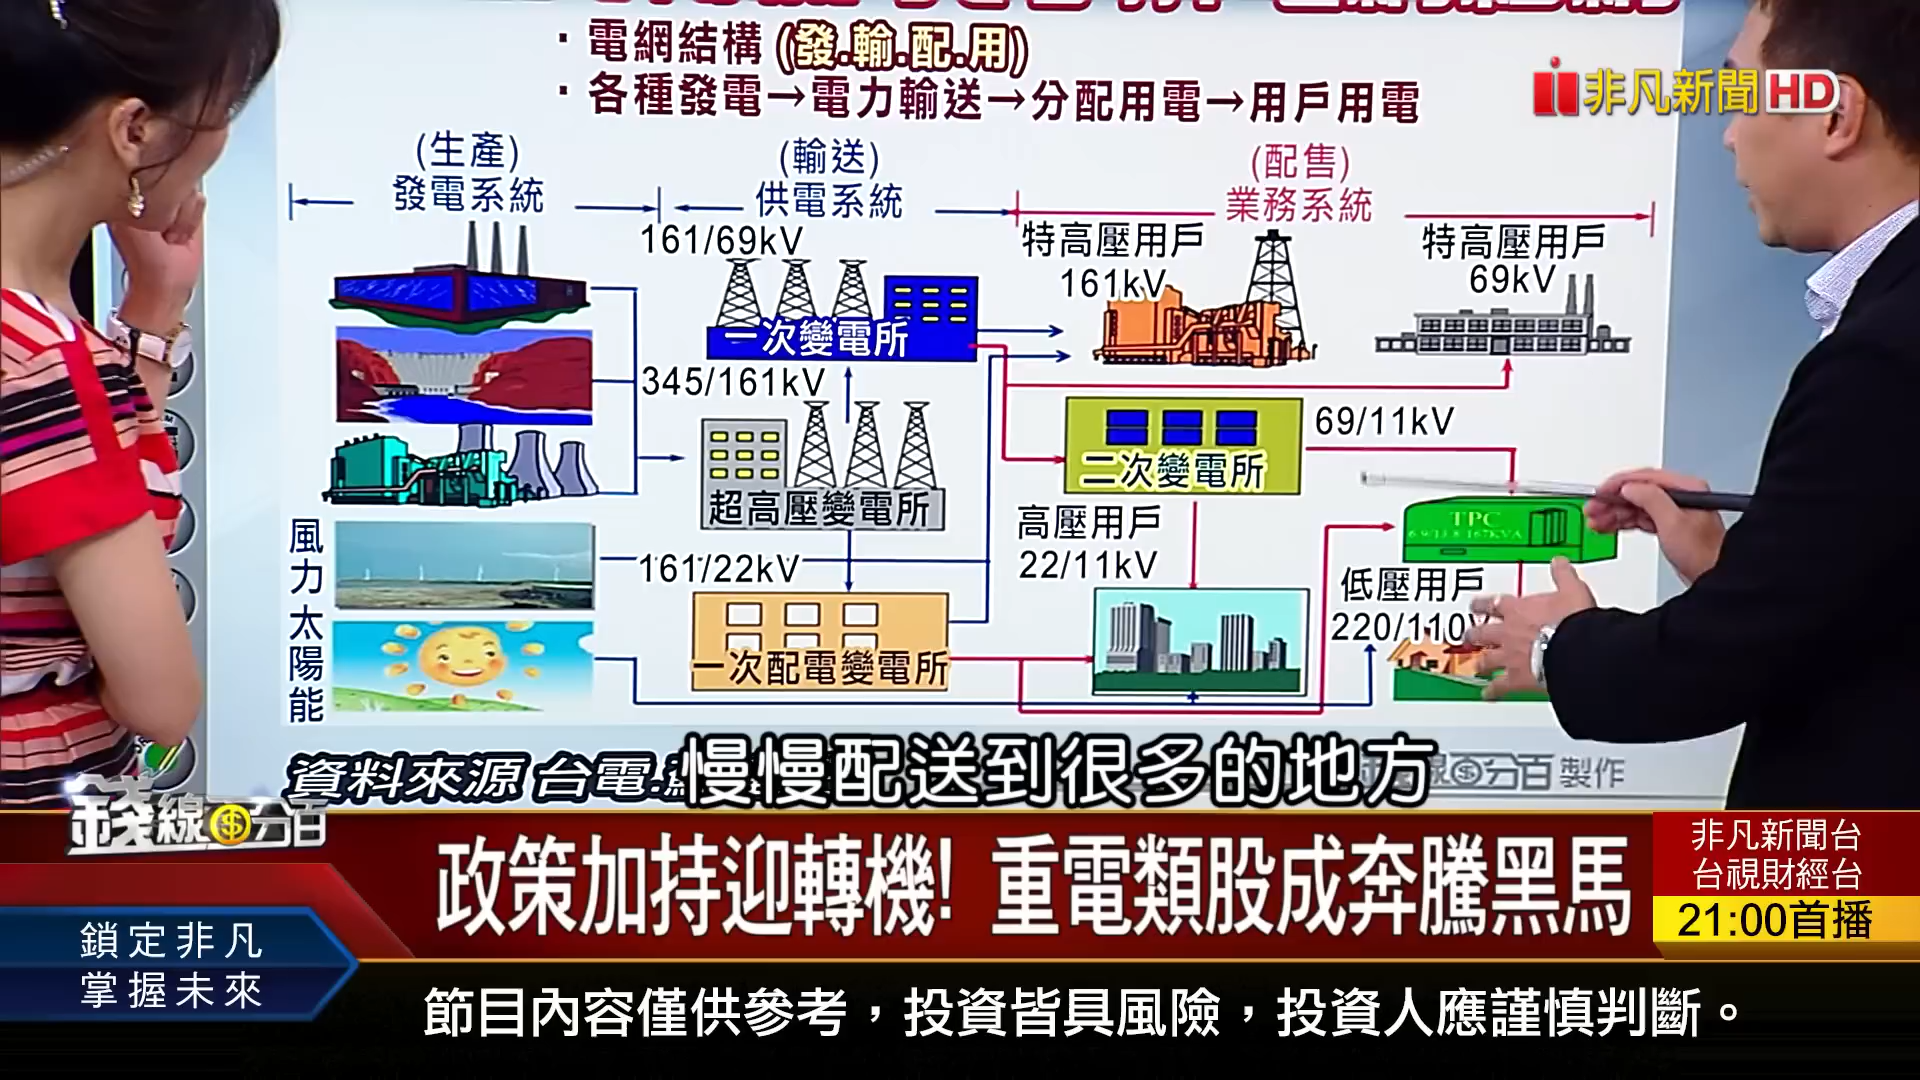 ・電網結構(發.輸.配.用)
・各種發電→電力輸送→分配用電→用戶用電
非凡新聞HD
(生產)
發電系統
(輸送)
供電系統
(配售)
業務系統
161/69kV
特高壓用戶
161kV
特高壓用戶
69kV
一次變電所
345/161kV
69/11kV
二次變電所
超高壓變電所
高壓用戶
22/11kV
TPC
風力太陽能
161/22kV
低壓用戶
220/110V
一次配電變電所
資料來源 台電.
慢慢配送到很多的地方
線分百製作
錢線百分百
政策加持迎轉機! 重電類股成奔騰黑馬
非凡新聞台
台視財經台
21:00首播
鎖定非凡
掌握未來
節目內容僅供參考，投資皆具風險，投資人應謹慎判斷。